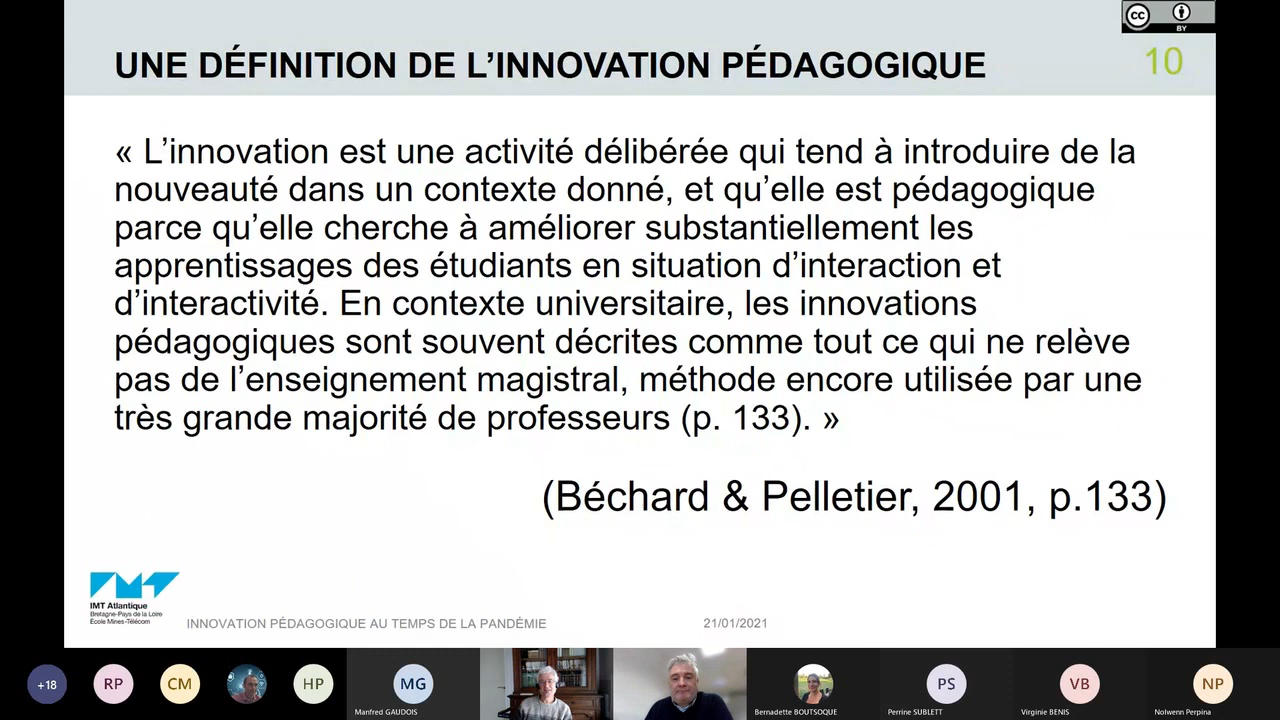 cc
BY
UNE DÉFINITION DE L’INNOVATION PÉDAGOGIQUE
10
« L’innovation est une activité délibérée qui tend à introduire de la
nouveauté dans un contexte donné, et qu’elle est pédagogique
parce qu’elle cherche à améliorer substantiellement les
apprentissages des étudiants en situation d’interaction et
d’interactivité. En contexte universitaire, les innovations
pédagogiques sont souvent décrites comme tout ce qui ne relève
pas de l’enseignement magistral, méthode encore utilisée par une
très grande majorité de professeurs (p. 133). »
(Béchard & Pelletier, 2001, p.133)
IMT Atlantique
Bretagne-Pays de la Loire
École Mines-Télécom
INNOVATION PÉDAGOGIQUE AU TEMPS DE LA PANDÉMIE
21/01/2021
+18
RP
CM
HP
MG
PS
VB
NP
Manfred GAUDOIS
Bernadette BOUTSOQUE
Perrine SUBLETT
Virginie BENIS
Nolwenn Perpina